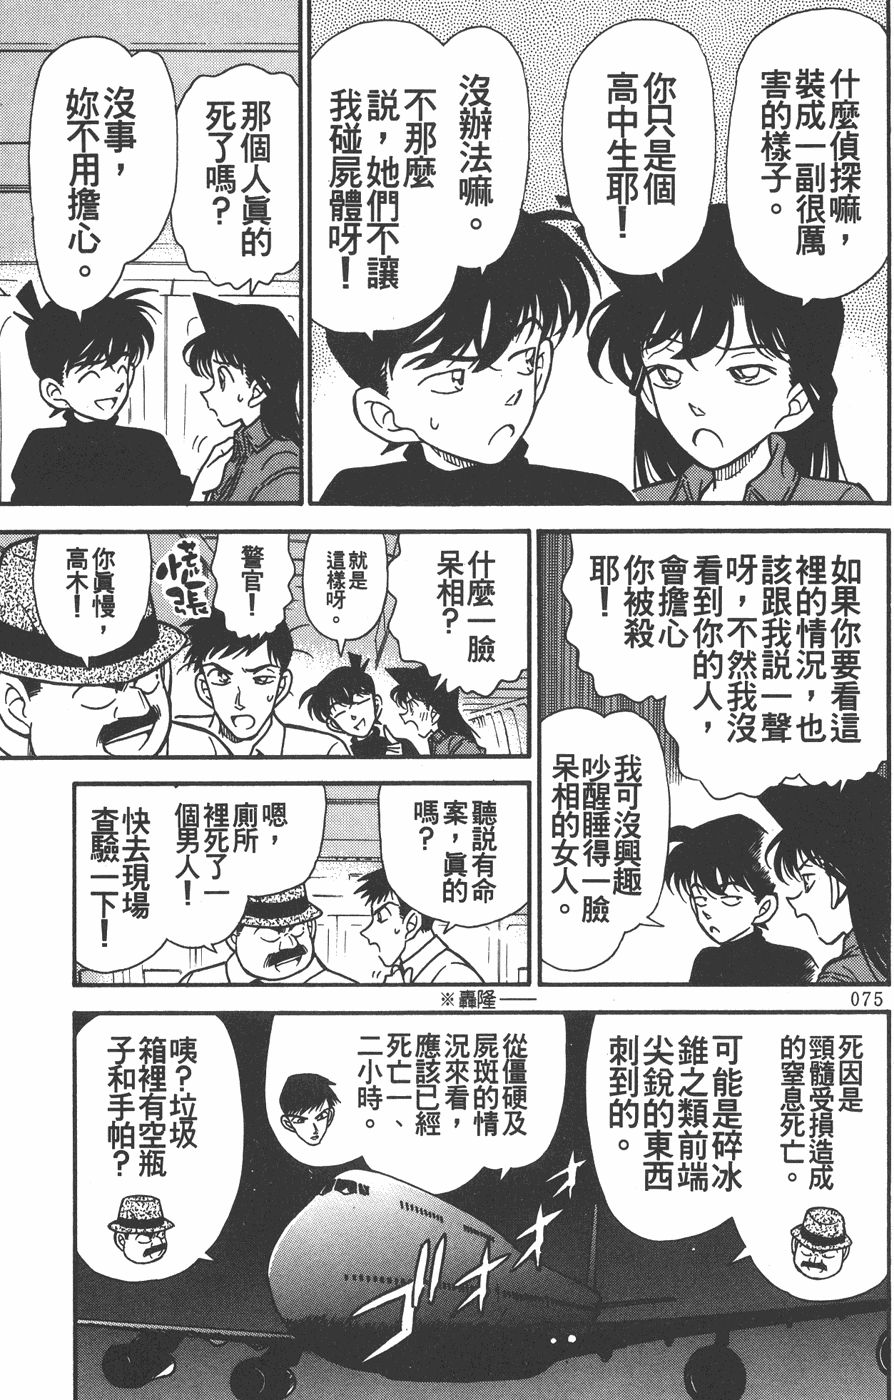 什麼偵探嘛，
裝成一副很厲
害的樣子。
你只是個
高中生耶！
沒辦法嘛。
不那麼
說，她們不讓
我碰屍體呀！
那個人真的
死了嗎？
沒事，
妳不用擔心。
如果你要看這
裡的情況，也
該跟我說一聲
呀，不然我沒
看到你的人，
會擔心
你被殺
耶！
我可沒興趣
吵醒睡得一臉
呆相的女人。
什麼一臉
呆相？
就是
這樣呀。
警官！
慌張
你真慢，
高木！
聽說有命
案，真的
嗎？
嗯，
廁所
裡死了一
個男人！
快去現場
查驗一下！
※轟隆——
075
死因是
頸髓受損造成
的窒息死亡。
可能是碎冰
錐之類前端
尖銳的東西
刺到的。
從僵硬及
屍斑的情
況來看，
應該已經
死亡一、
二小時。
咦？垃圾
箱裡有空瓶
子和手帕？
ゴオオオ